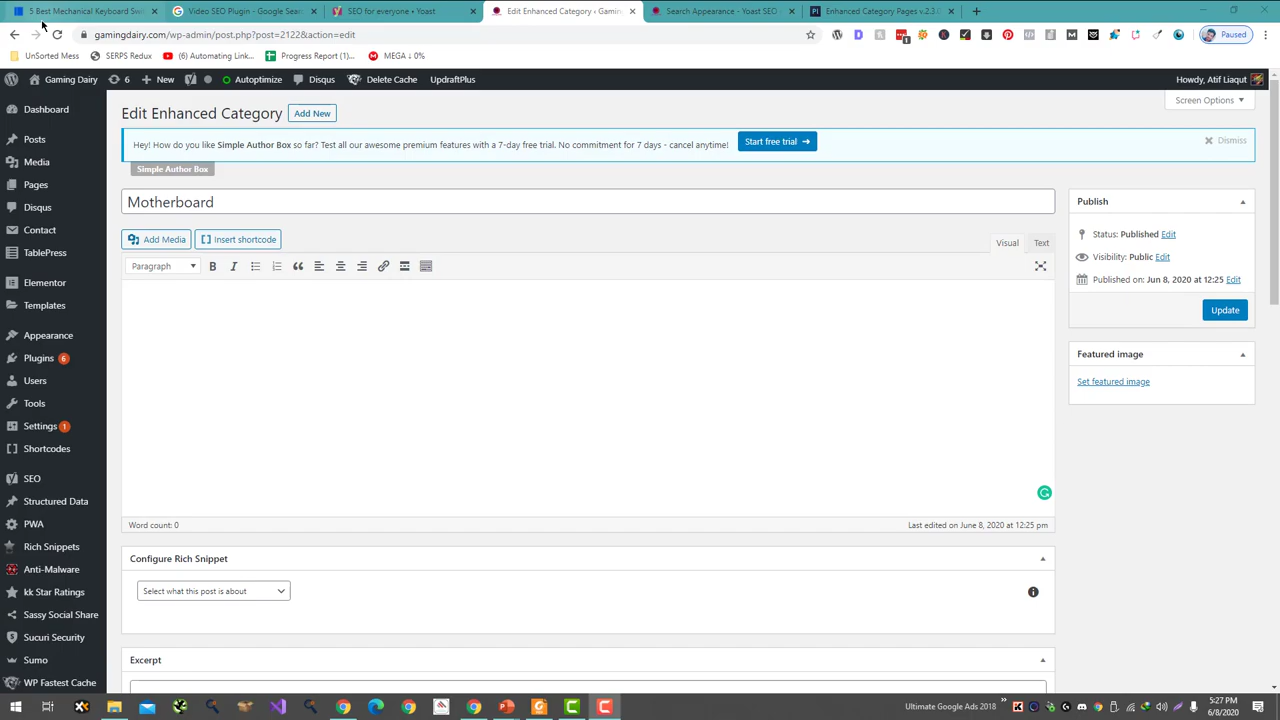 5 Best Mechanical Keyboard Swi
Video SEO Plugin - Google Sear
SEO for everyone • Yoast
Edit Enhanced Category ‹ Gamin
Search Appearance - Yoast SEO
Enhanced Category Pages v.2.3
gamingdairy.com/wp-admin/post.php?post=2122&action=edit
Paused
UnSorted Mess
SERPS Redux
(6) Automating Link...
Progress Report (1)...
MEGA ↓ 0%
Gaming Dairy
6
New
Autoptimize
Disqus
Delete Cache
UpdraftPlus
Howdy, Atif Liaqut
Dashboard
Posts
Media
Pages
Disqus
Contact
TablePress
Elementor
Templates
Appearance
Plugins 6
Users
Tools
Settings 1
Shortcodes
SEO
Structured Data
PWA
Rich Snippets
Anti-Malware
kk Star Ratings
Sassy Social Share
Sucuri Security
Sumo
WP Fastest Cache
Screen Options
Edit Enhanced Category
Add New
Hey! How do you like Simple Author Box so far? Test all our awesome premium features with a 7-day free trial. No commitment for 7 days - cancel anytime!
Start free trial →
Dismiss
Simple Author Box
Motherboard
Add Media
Insert shortcode
Visual
Text
Paragraph
Word count: 0
Last edited on June 8, 2020 at 12:25 pm
Configure Rich Snippet
Select what this post is about
Excerpt
Publish
Status: Published Edit
Visibility: Public Edit
Published on: Jun 8, 2020 at 12:25 Edit
Update
Featured image
Set featured image
Ultimate Google Ads 2018
5:27 PM
6/8/2020